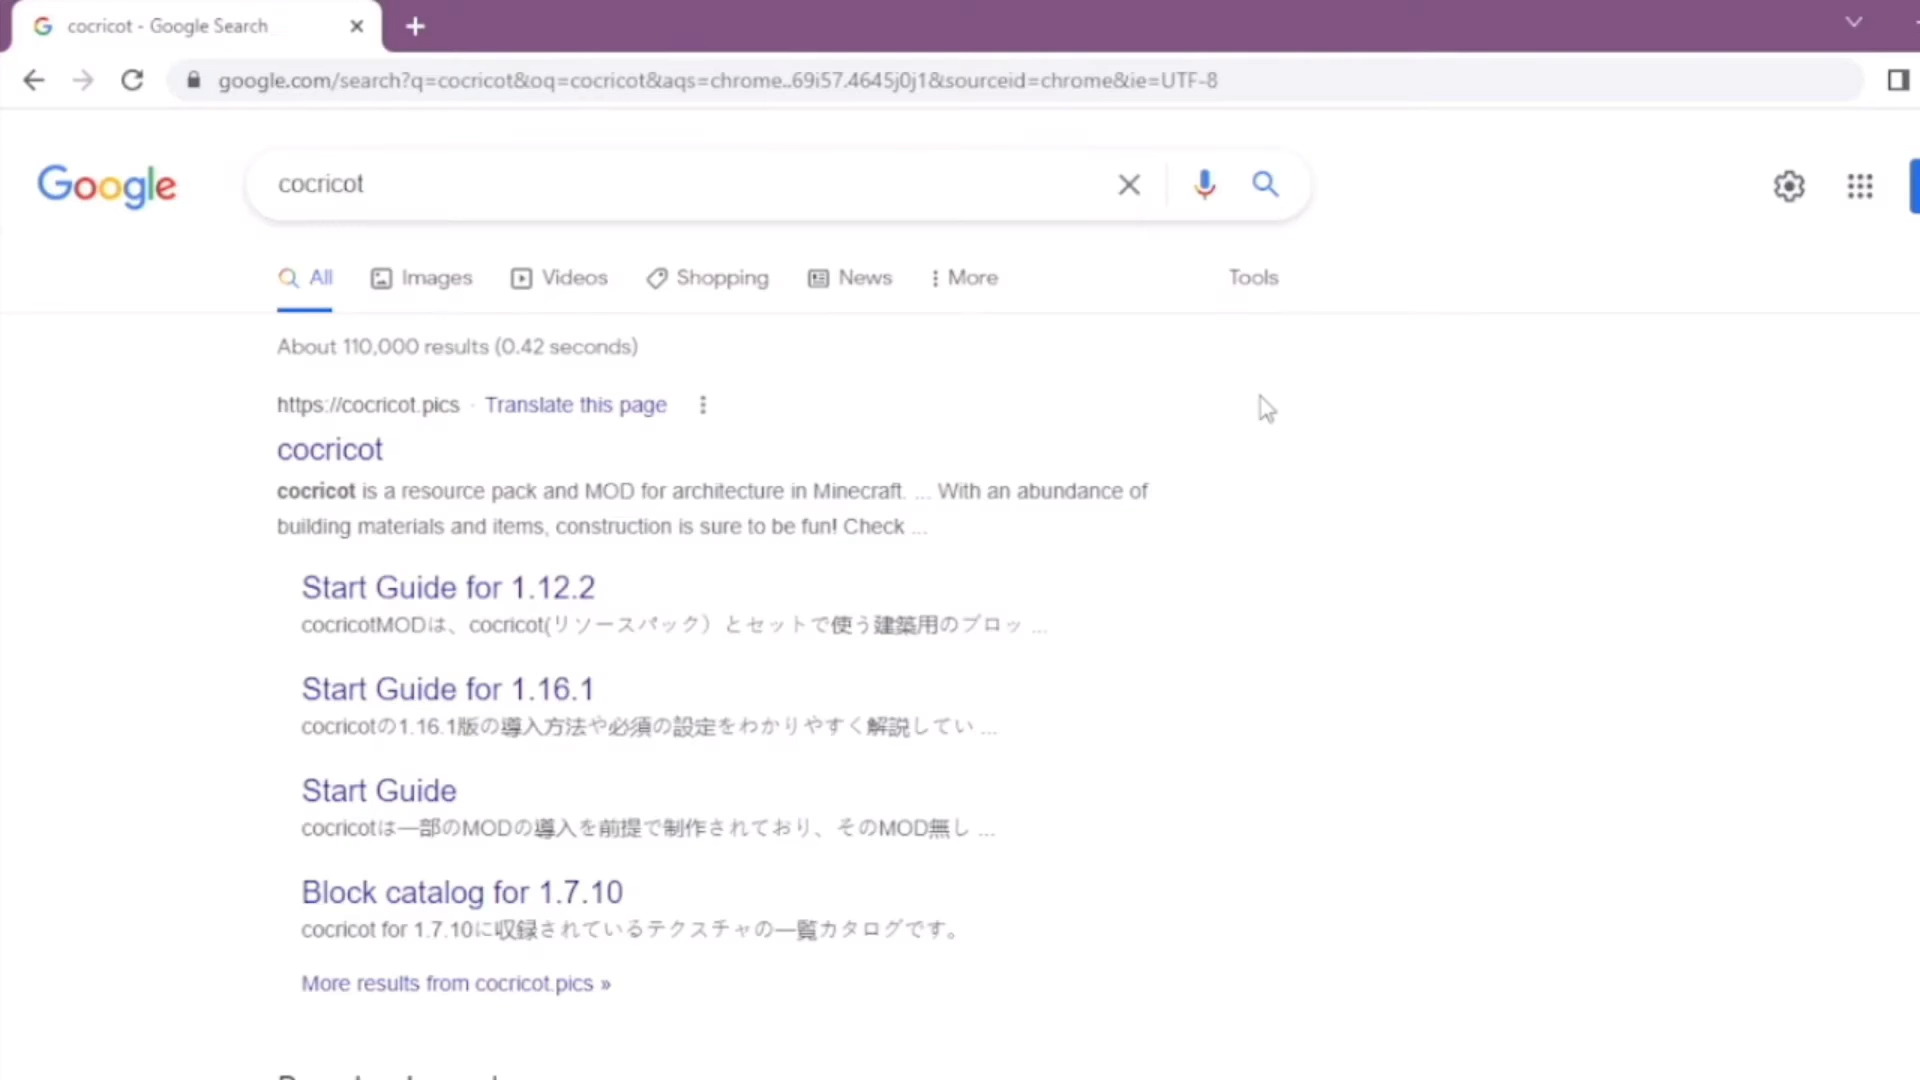 cocricot - Google Search
google.com/search?q=cocricot&oq=cocricot&aqs=chrome..69i57.4645j0j1&sourceid=chrome&ie=UTF-8
Google
cocricot
All Images Videos Shopping News More Tools
About 110,000 results (0.42 seconds)
https://cocricot.pics · Translate this page
cocricot
cocricot is a resource pack and MOD for architecture in Minecraft. ... With an abundance of
building materials and items, construction is sure to be fun! Check ...
Start Guide for 1.12.2
cocricotMODは、cocricot(リソースパック）とセットで使う建築用のブロッ ...
Start Guide for 1.16.1
cocricotの1.16.1版の導入方法や必須の設定をわかりやすく解説してい ...
Start Guide
cocricotは一部のMODの導入を前提で制作されており、そのMOD無し ...
Block catalog for 1.7.10
cocricot for 1.7.10に収録されているテクスチャの一覧カタログです。
More results from cocricot.pics »